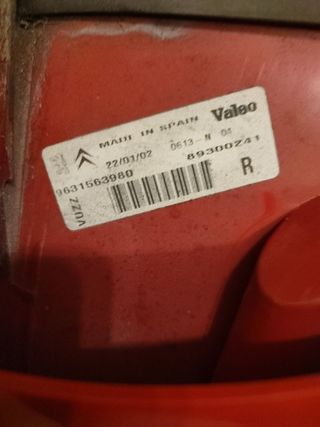 MADE IN SPAIN Valeo
22/01/02 0613-N 04
9631563980 89300241
VUZZ R